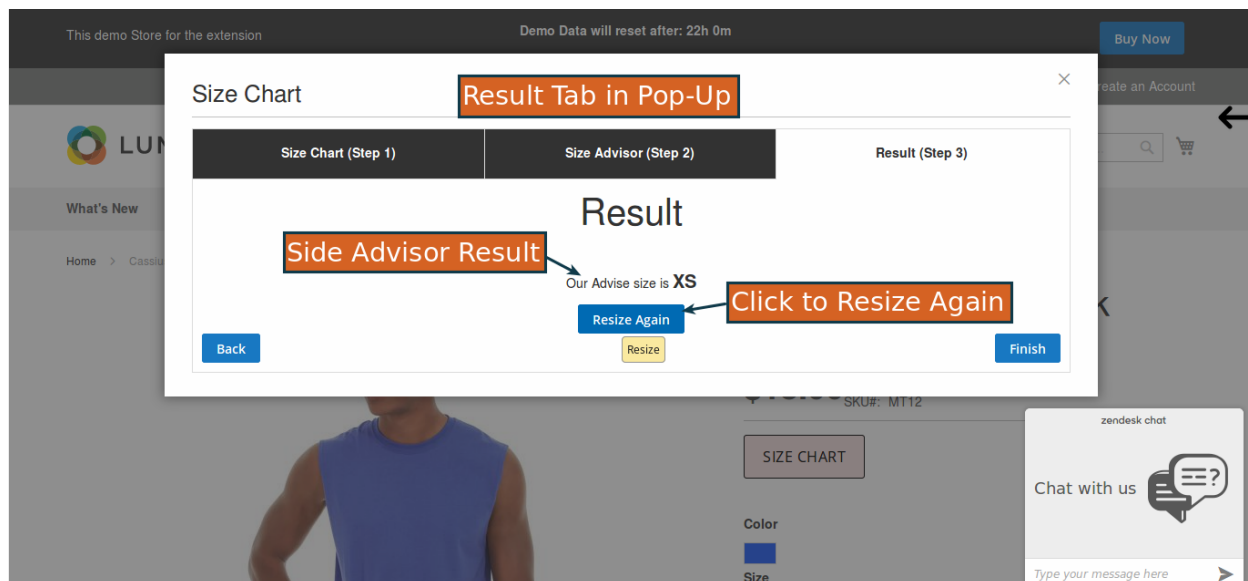 This demo Store for the extension
Demo Data will reset after: 22h 0m
Buy Now
Size Chart
Result Tab in Pop-Up
×
reate an Account
LUN
Size Chart (Step 1)
Size Advisor (Step 2)
Result (Step 3)
What's New
Result
Side Advisor Result
Home > Cassiu
Our Advise size is XS
Click to Resize Again
Resize Again
Back
Resize
Finish
SKU#: MT12
zendesk chat
SIZE CHART
Chat with us
Color
Size
Type your message here